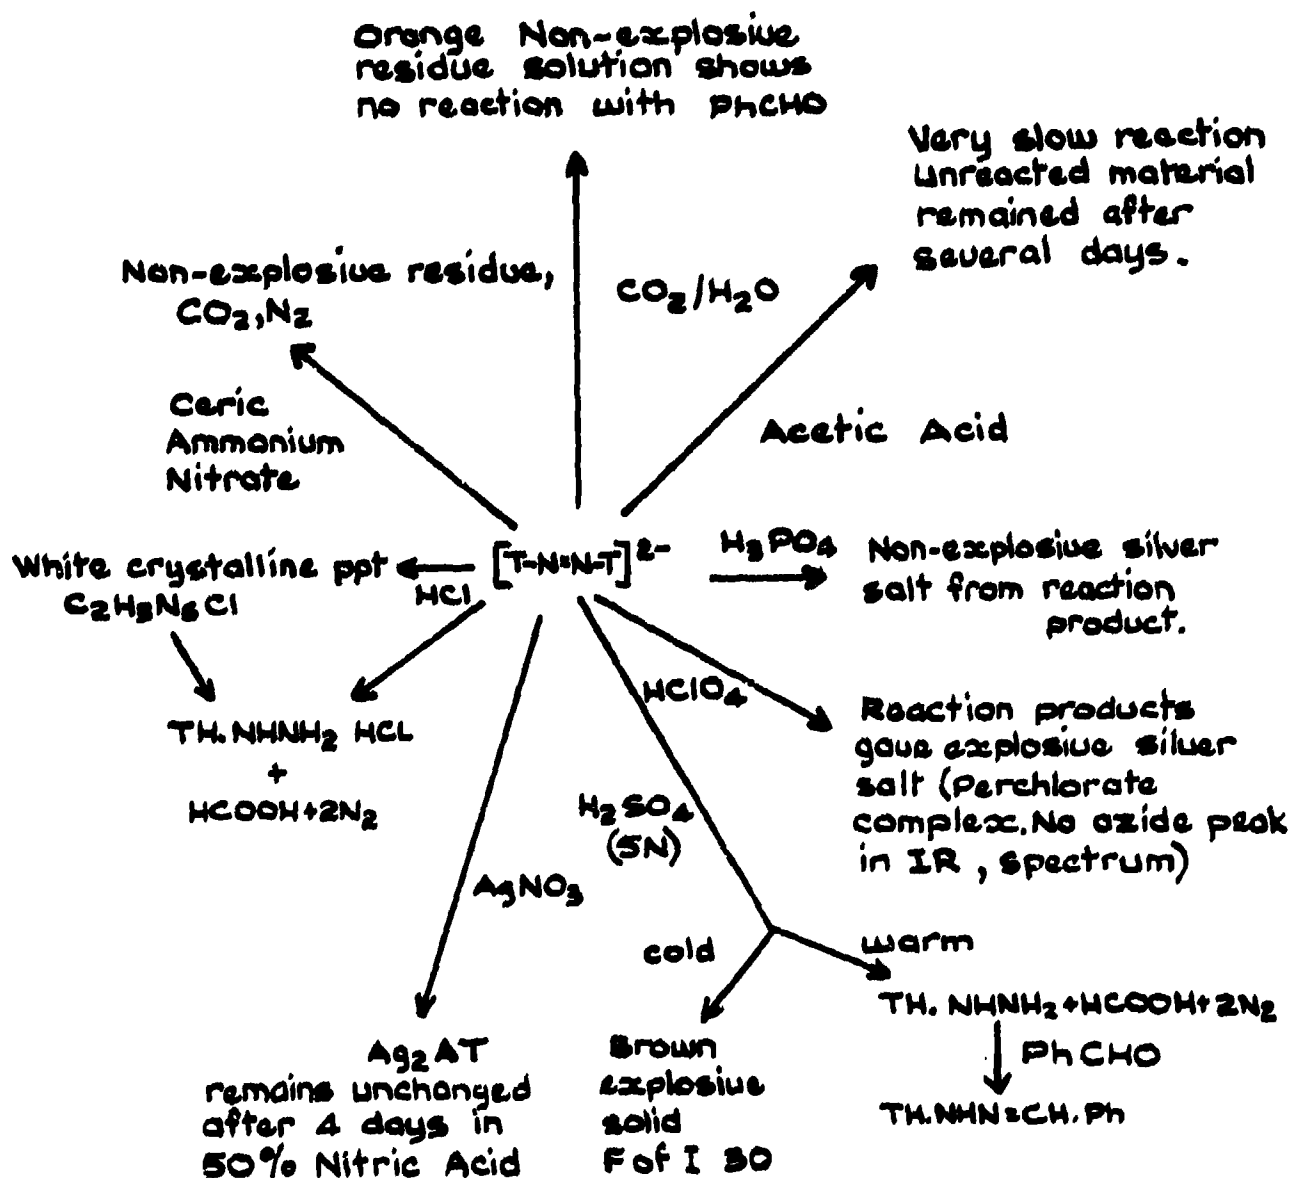 Orange Non-explosive
residue solution shows
no reaction with PhCHO
Very slow reaction
unreacted material
remained after
several days.
Non-explosive residue,
CO₂,N₂
CO₂/H₂O
Ceric
Ammonium
Nitrate
Acetic Acid
White crystalline ppt
C₂H₃N₆Cl
HCl
[T-N=N-T]²⁻
H₃PO₄
Non-explosive silver
salt from reaction
product.
TH.NHNH₂ HCL
+
HCOOH+2N₂
HClO₄
Reaction products
gave explosive silver
salt (Perchlorate
complex. No azide peak
in IR , spectrum)
H₂SO₄
(5N)
AgNO₃
cold
warm
TH. NHNH₂+HCOOH+2N₂
PhCHO
TH.NHN=CH.Ph
Ag₂AT
remains unchanged
after 4 days in
50% Nitric Acid
Brown
explosive
solid
F of I 30